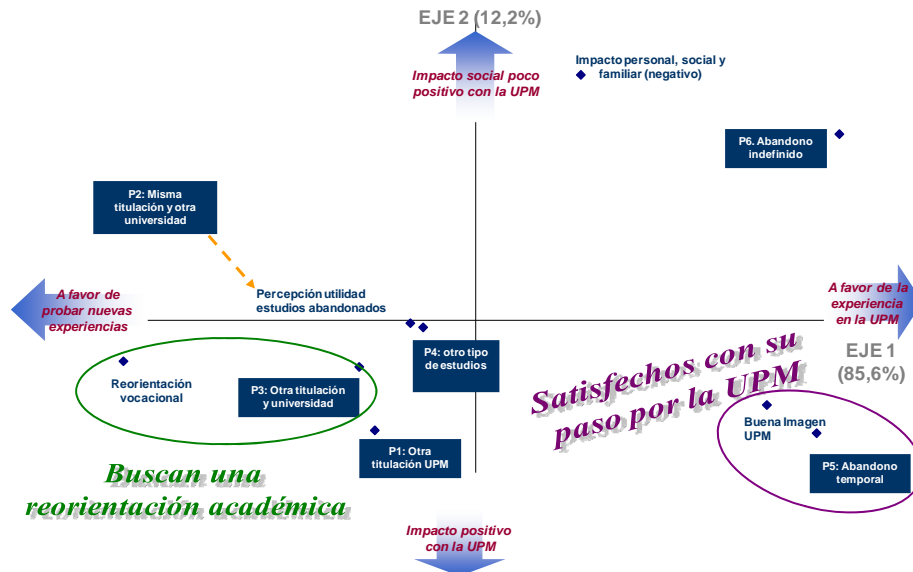 EJE 2 (12,2%)
Impacto social poco
positivo con la UPM
Impacto personal, social y
familiar (negativo)
P6. Abandono
indefinido
P2: Misma
titulación y otra
universidad
A favor de
probar nuevas
experiencias
Percepción utilidad
estudios abandonados
A favor de la
experiencia
en la UPM
EJE 1
(85,6%)
P4: otro tipo
de estudios
Reorientación
vocacional
P3: Otra titulación
y universidad
Satisfechos con su
paso por la UPM
Buena Imagen
UPM
P1: Otra
titulación UPM
P5: Abandono
temporal
Buscan una
reorientación académica
Impacto positivo
con la UPM